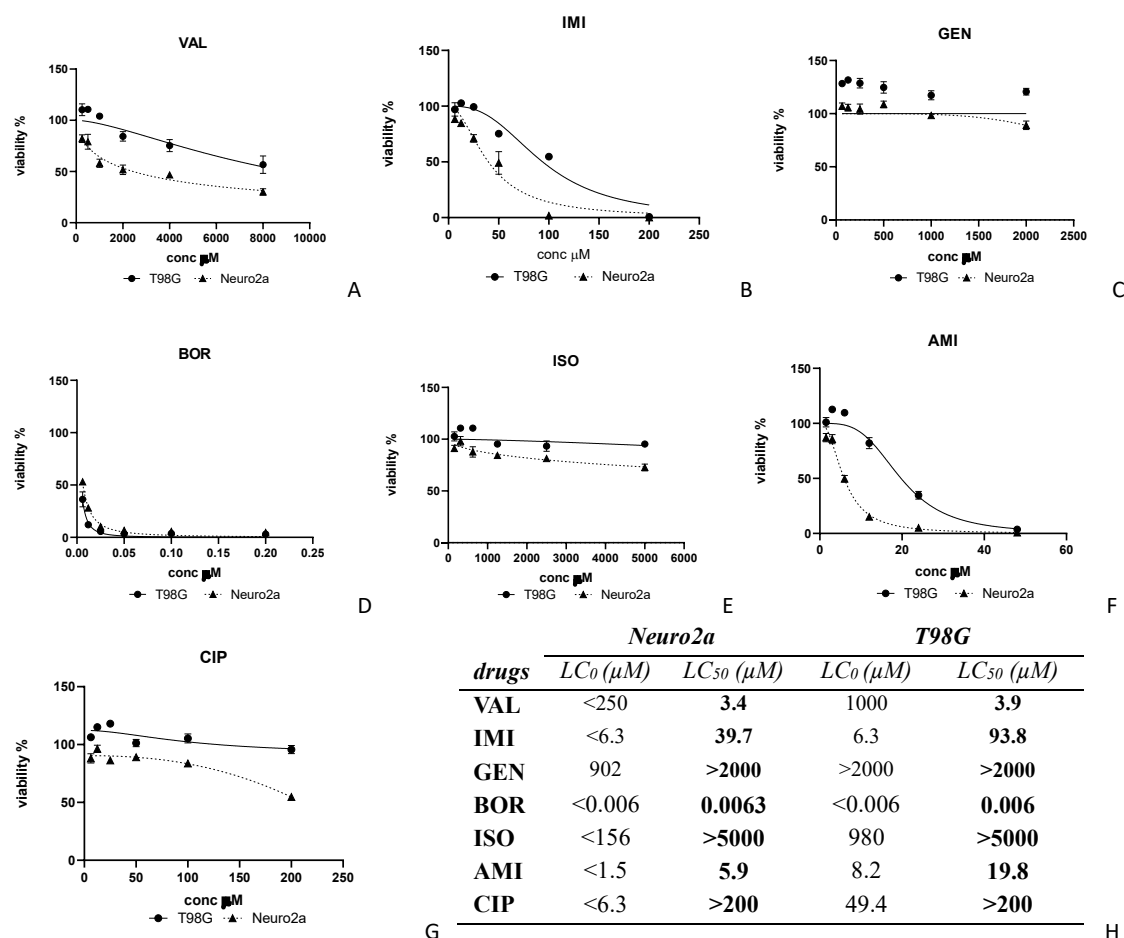 VAL
viability %
150
100
50
0
0 2000 4000 6000 8000 10000
conc μM
T98G Neuro2a
A
IMI
viability %
150
100
50
0
0 50 100 150 200 250
conc μM
T98G Neuro2a
B
GEN
viability %
150
100
50
0
0 500 1000 1500 2000 2500
conc μM
T98G Neuro2a
C
BOR
viability %
150
100
50
0
0.00 0.05 0.10 0.15 0.20 0.25
conc μM
T98G Neuro2a
D
ISO
viability %
150
100
50
0
0 1000 2000 3000 4000 5000 6000
conc μM
T98G Neuro2a
E
AMI
viability %
150
100
50
0
0 20 40 60
conc μM
T98G Neuro2a
F
CIP
viability %
150
100
50
0
0 50 100 150 200 250
conc μM
T98G Neuro2a
G
Neuro2a T98G
drugs LC0 (μM) LC50 (μM) LC0 (μM) LC50 (μM)
VAL <250 3.4 1000 3.9
IMI <6.3 39.7 6.3 93.8
GEN 902 >2000 >2000 >2000
BOR <0.006 0.0063 <0.006 0.006
ISO <156 >5000 980 >5000
AMI <1.5 5.9 8.2 19.8
CIP <6.3 >200 49.4 >200
H